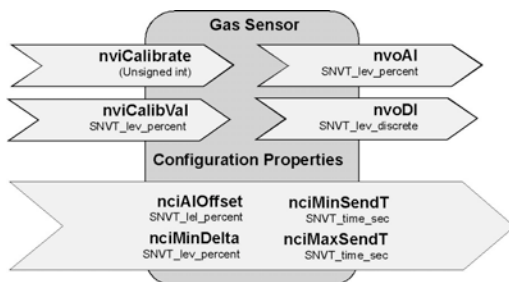 Gas Sensor
nviCalibrate
(Unsigned int)
nvoAI
SNVT_lev_percent
nviCalibVal
SNVT_lev_percent
nvoDI
SNVT_lev_discrete
Configuration Properties
nciAIOffset
SNVT_lel_percent
nciMinSendT
SNVT_time_sec
nciMinDelta
SNVT_lev_percent
nciMaxSendT
SNVT_time_sec